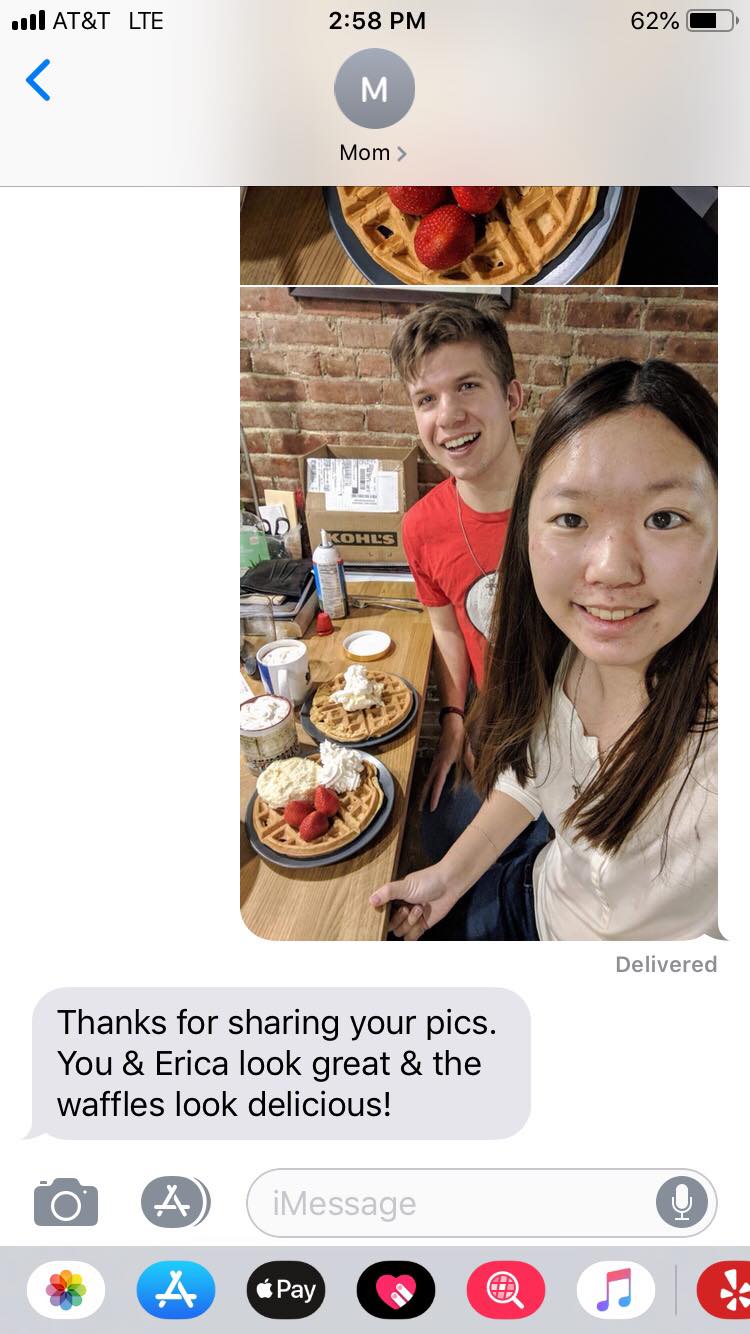 AT&T LTE 2:58 PM 62%
M
Mom
KOHL'S
Delivered
Thanks for sharing your pics.
You & Erica look great & the
waffles look delicious!
iMessage
Pay